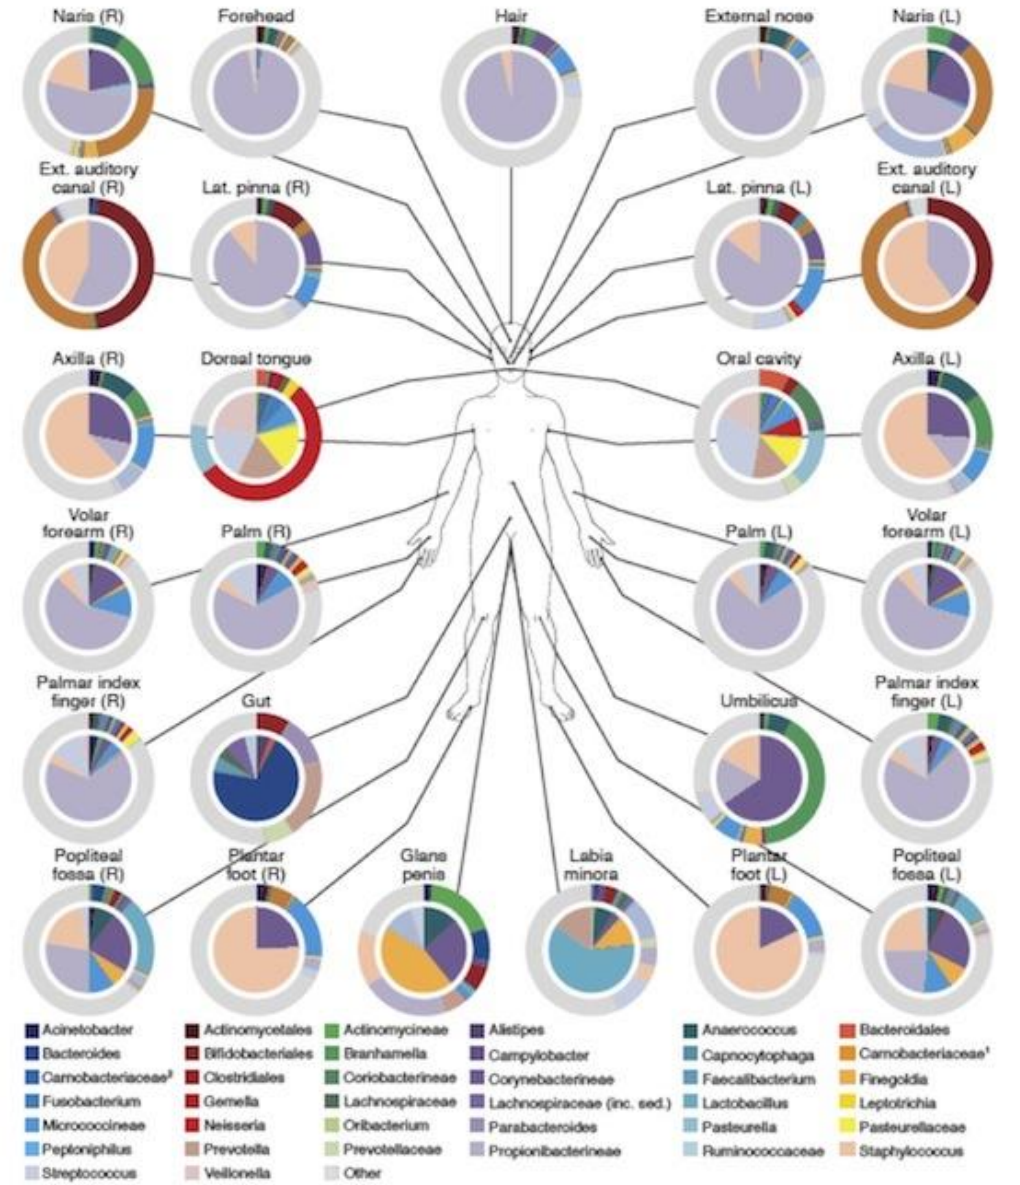 Naris (R)
Forehead
Hair
External nose
Naris (L)
Ext. auditory
canal (R)
Lat. pinna (R)
Lat. pinna (L)
Ext. auditory
canal (L)
Axilla (R)
Dorsal tongue
Oral cavity
Axilla (L)
Volar
forearm (R)
Palm (R)
Palm (L)
Volar
forearm (L)
Palmar index
finger (R)
Gut
Umbilicus
Palmar index
finger (L)
Popliteal
fossa (R)
Plantar
foot (R)
Glans
penis
Labia
minora
Plantar
foot (L)
Popliteal
fossa (L)
Acinetobacter
Actinomycetales
Actinomycineae
Alistipes
Anaerococcus
Bacteroidales
Bacteroides
Bifidobacteriales
Branhamella
Campylobacter
Capnocytophaga
Carnobacteriaceae¹
Carnobacteriaceae²
Clostridiales
Coriobacterineae
Corynebacterineae
Faecalibacterium
Finegoldia
Fusobacterium
Gemella
Lachnospiraceae
Lachnospiraceae (inc. sed.)
Lactobacillus
Leptotrichia
Micrococcineae
Neisseria
Oribacterium
Parabacteroides
Pasteurella
Pasteurellaceae
Peptoniphilus
Prevotella
Prevotellaceae
Propionibacterineae
Ruminococcaceae
Staphylococcus
Streptococcus
Veillonella
Other